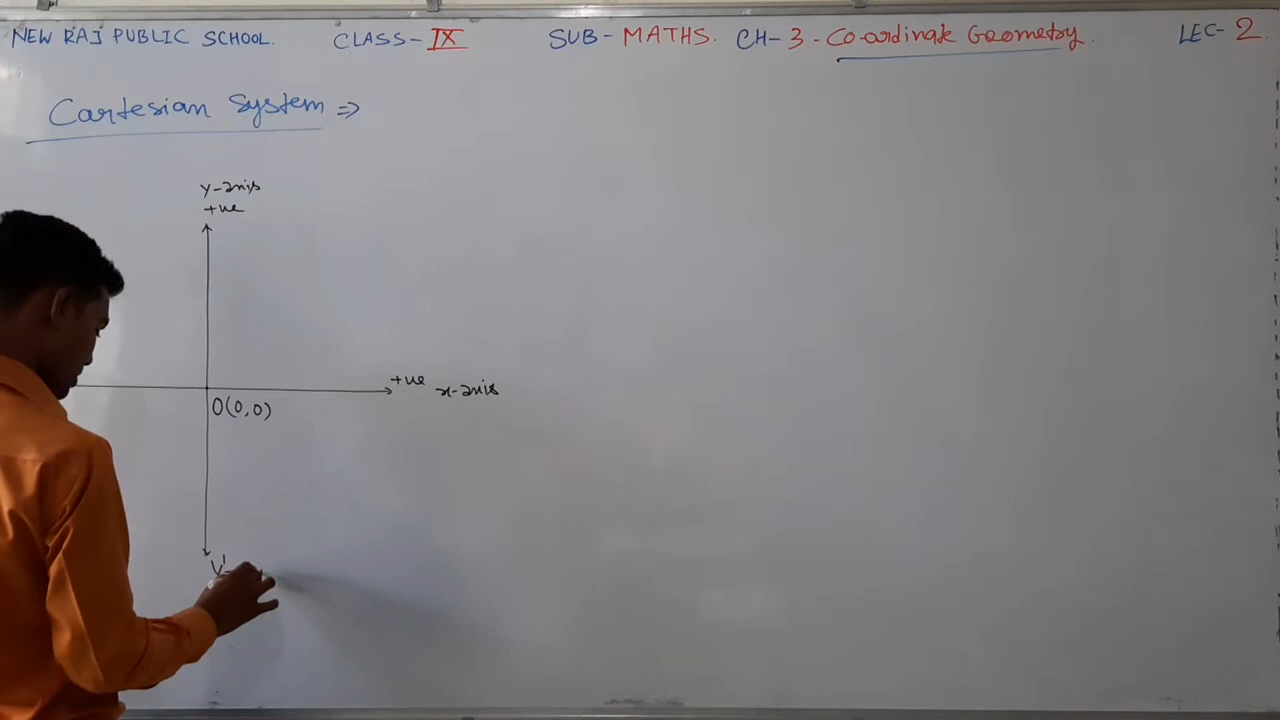 NEW RAJ PUBLIC SCHOOL. CLASS - IX SUB - MATHS. CH- 3 - Co-ordinate Geometry. LEC- 2.
Cartesian System ⇒
y-axis
+ve
+ve x-axis
O(0,0)
y'